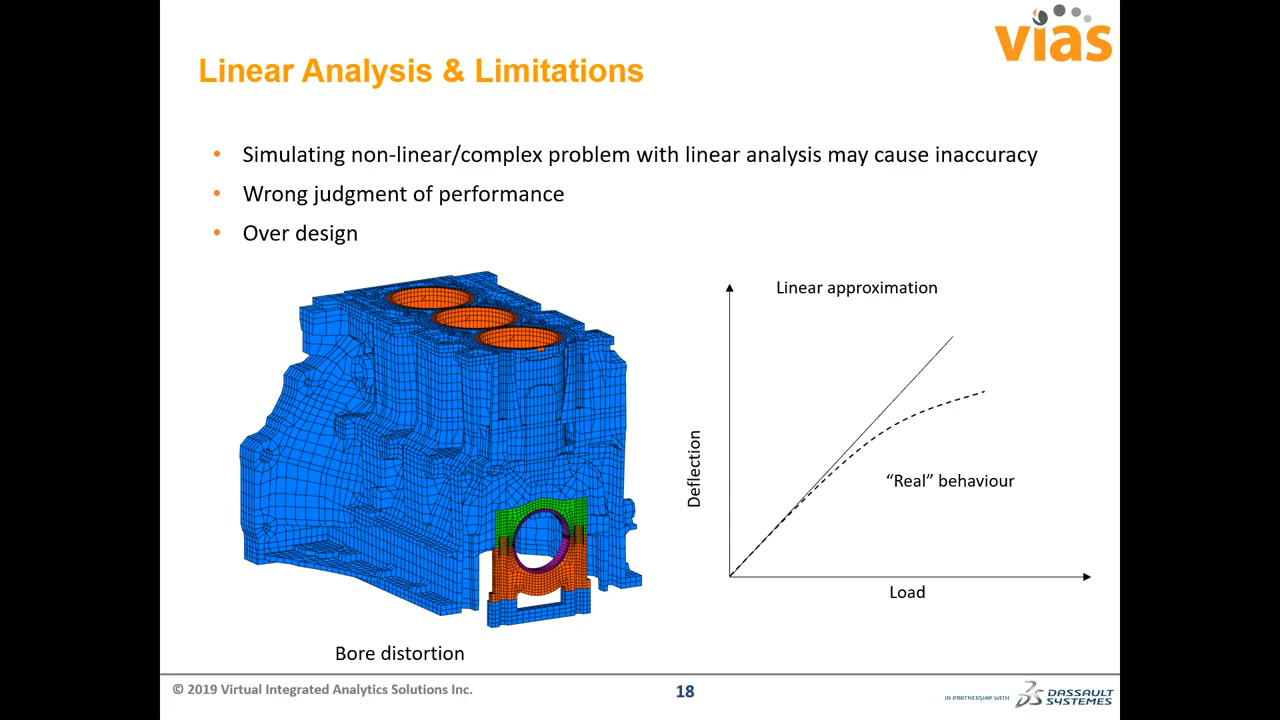 vias
Linear Analysis & Limitations
• Simulating non-linear/complex problem with linear analysis may cause inaccuracy
• Wrong judgment of performance
• Over design
Linear approximation
Deflection
“Real” behaviour
Load
Bore distortion
© 2019 Virtual Integrated Analytics Solutions Inc.
18
IN PARTNERSHIP WITH
DASSAULT
SYSTEMES